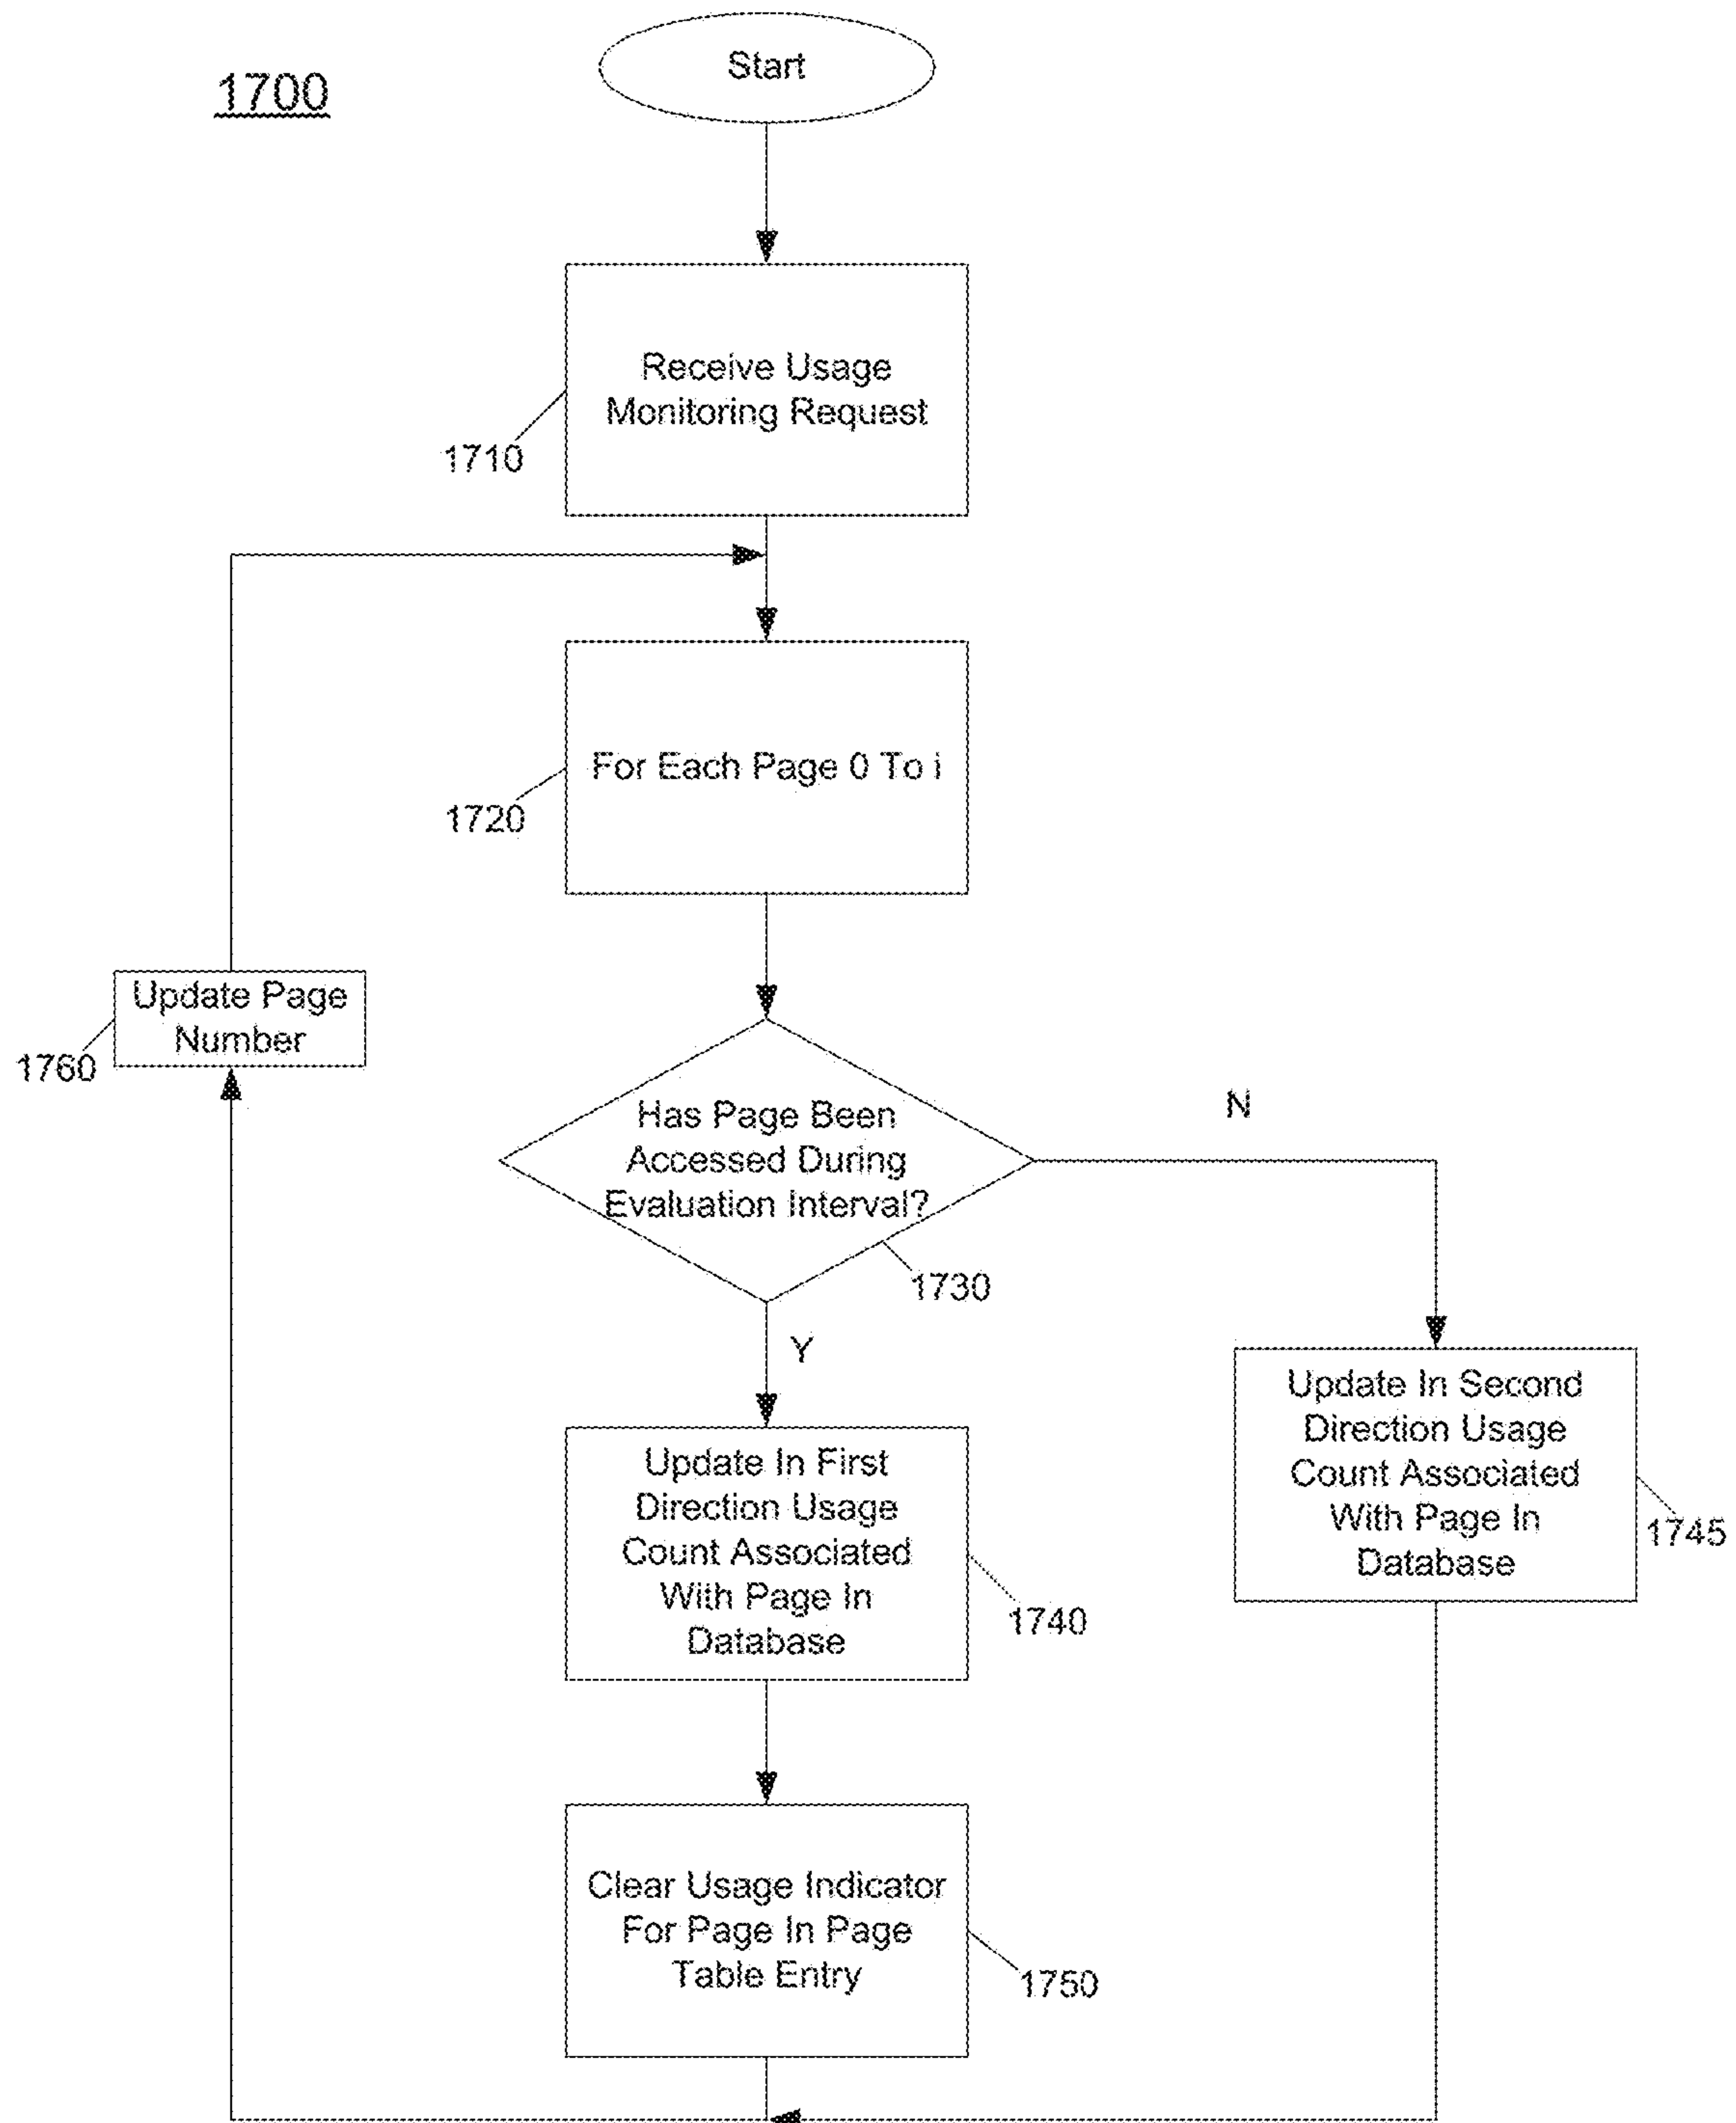 1700
Start
Receive Usage
Monitoring Request
1710
For Each Page 0 To i
1720
Update Page
Number
1760
Has Page Been
Accessed During
Evaluation Interval?
1730
N
Y
Update In First
Direction Usage
Count Associated
With Page In
Database
1740
Update In Second
Direction Usage
Count Associated
With Page In
Database
1745
Clear Usage Indicator
For Page In Page
Table Entry
1750